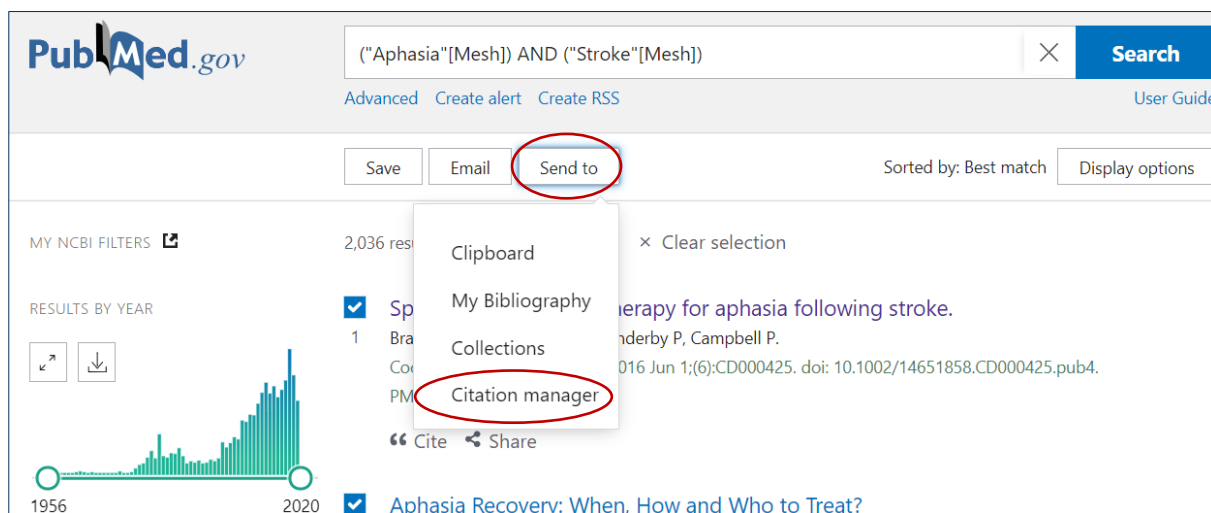 PubMed.gov
("Aphasia"[Mesh]) AND ("Stroke"[Mesh])
Search
Advanced Create alert Create RSS
User Guide
Save Email Send to
Sorted by: Best match Display options
MY NCBI FILTERS
2,036
× Clear selection
Clipboard
My Bibliography
Collections
Citation manager
RESULTS BY YEAR
for aphasia following stroke.
1
P, Campbell P.
Jun 1;(6):CD000425. doi: 10.1002/14651858.CD000425.pub4.
Cite Share
1956 2020
Aphasia Recovery: When, How and Who to Treat?